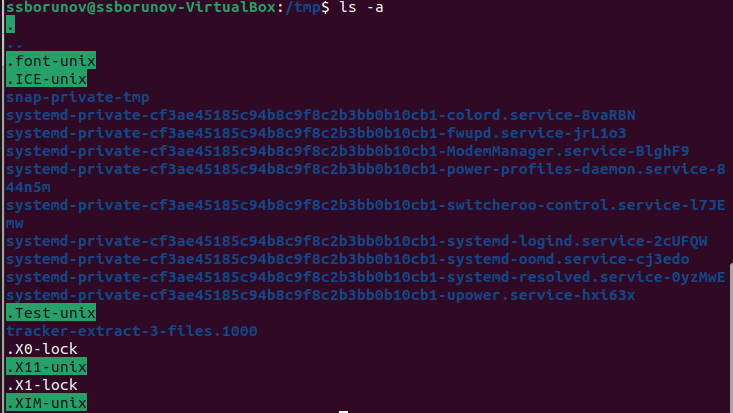 ssborunov@ssborunov-VirtualBox:/tmp$ ls -a
.
..
.font-unix
.ICE-unix
snap-private-tmp
systemd-private-cf3ae45185c94b8c9f8c2b3bb0b10cb1-colord.service-8vaRBN
systemd-private-cf3ae45185c94b8c9f8c2b3bb0b10cb1-fwupd.service-jrL1o3
systemd-private-cf3ae45185c94b8c9f8c2b3bb0b10cb1-ModemManager.service-BlghF9
systemd-private-cf3ae45185c94b8c9f8c2b3bb0b10cb1-power-profiles-daemon.service-8
44n5m
systemd-private-cf3ae45185c94b8c9f8c2b3bb0b10cb1-switcheroo-control.service-l7JE
mw
systemd-private-cf3ae45185c94b8c9f8c2b3bb0b10cb1-systemd-logind.service-2cUFQW
systemd-private-cf3ae45185c94b8c9f8c2b3bb0b10cb1-systemd-oomd.service-cj3edo
systemd-private-cf3ae45185c94b8c9f8c2b3bb0b10cb1-systemd-resolved.service-0yzMwE
systemd-private-cf3ae45185c94b8c9f8c2b3bb0b10cb1-upower.service-hxi63x
.Test-unix
tracker-extract-3-files.1000
.X0-lock
.X11-unix
.X1-lock
.XIM-unix